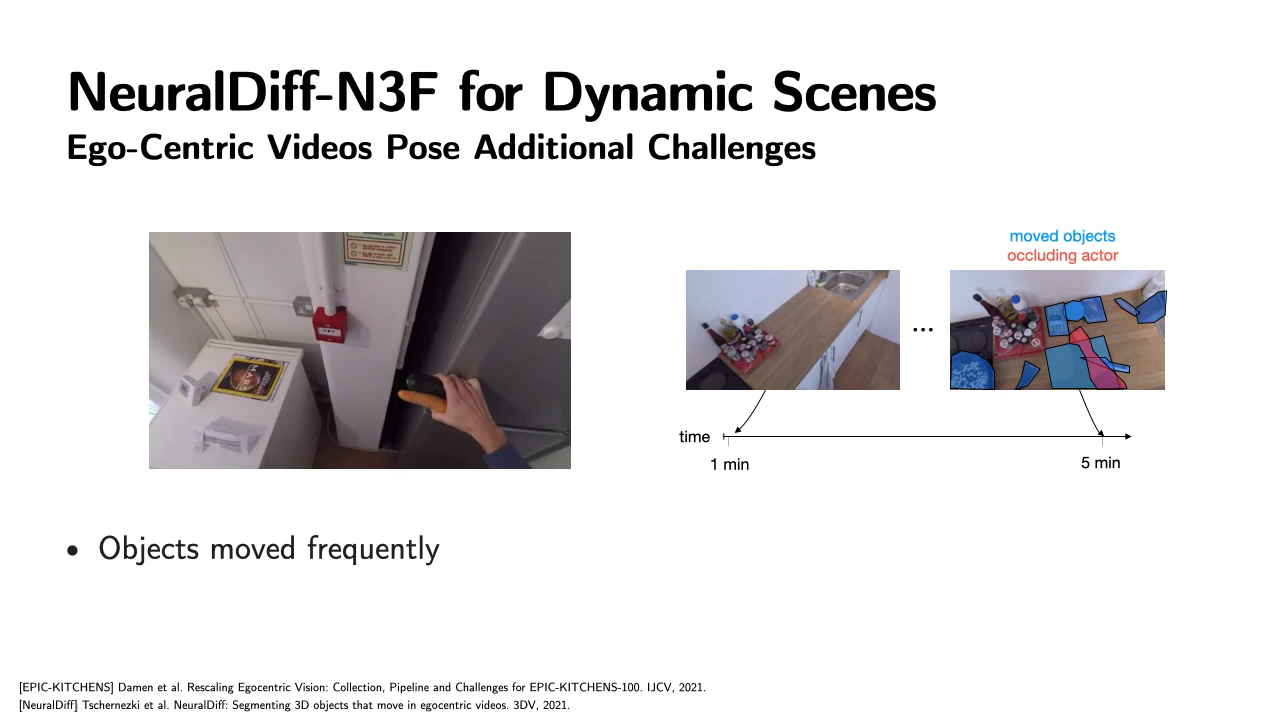 NeuralDiff-N3F for Dynamic Scenes
Ego-Centric Videos Pose Additional Challenges
moved objects
occluding actor
MARS
...
time
1 min
5 min
• Objects moved frequently
[EPIC-KITCHENS] Damen et al. Rescaling Egocentric Vision: Collection, Pipeline and Challenges for EPIC-KITCHENS-100. IJCV, 2021.
[NeuralDiff] Tschernezki et al. NeuralDiff: Segmenting 3D objects that move in egocentric videos. 3DV, 2021.